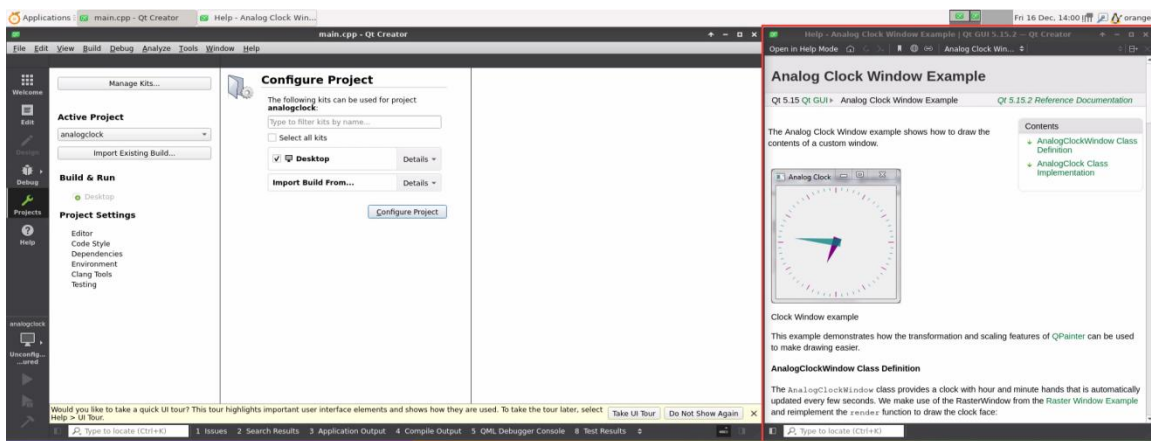 Applications
main.cpp - Qt Creator
Help - Analog Clock Win...
Fri 16 Dec, 14:00
orange
main.cpp - Qt Creator
File Edit View Build Debug Analyze Tools Window Help
Welcome
Edit
Design
Debug
Projects
Help
analogclock
Unconfig...
...ured
Manage Kits...
Active Project
analogclock
Import Existing Build...
Build & Run
Desktop
Project Settings
Editor
Code Style
Dependencies
Environment
Clang Tools
Testing
Configure Project
The following kits can be used for project
analogclock:
Type to filter kits by name...
Select all kits
Desktop Details
Import Build From... Details
Configure Project
Would you like to take a quick UI tour? This tour highlights important user interface elements and shows how they are used. To take the tour later, select
Help > UI Tour.
Take UI Tour
Do Not Show Again
Type to locate (Ctrl+K)
1 Issues 2 Search Results 3 Application Output 4 Compile Output 5 QML Debugger Console 8 Test Results
Help - Analog Clock Window Example | Qt GUI 5.15.2 — Qt Creator
Open in Help Mode
Analog Clock Win...
Analog Clock Window Example
Qt 5.15 Qt GUI Analog Clock Window Example Qt 5.15.2 Reference Documentation
The Analog Clock Window example shows how to draw the
contents of a custom window.
Contents
AnalogClockWindow Class
Definition
AnalogClock Class
Implementation
Analog Clock
Clock Window example
This example demonstrates how the transformation and scaling features of QPainter can be used
to make drawing easier.
AnalogClockWindow Class Definition
The AnalogClockWindow class provides a clock with hour and minute hands that is automatically
updated every few seconds. We make use of the RasterWindow from the Raster Window Example
and reimplement the render function to draw the clock face:
Type to locate (Ctrl+K)